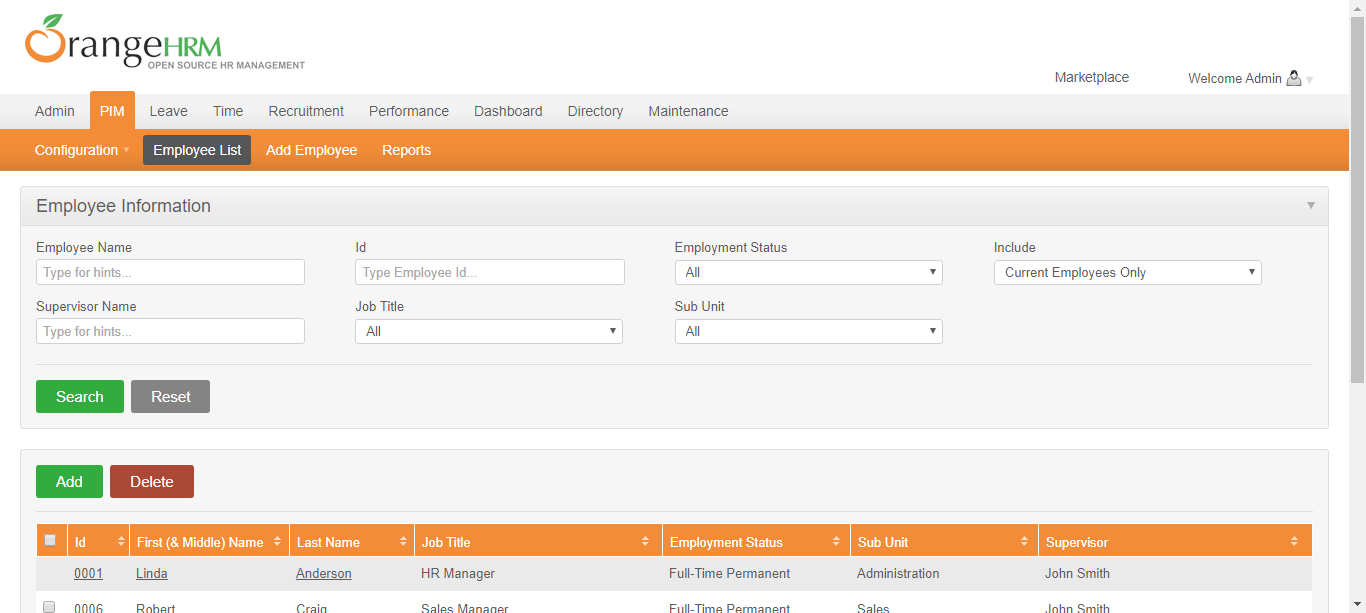 OrangeHRM
OPEN SOURCE HR MANAGEMENT
Marketplace Welcome Admin
Admin PIM Leave Time Recruitment Performance Dashboard Directory Maintenance
Configuration Employee List Add Employee Reports
Employee Information
Employee Name Id Employment Status Include
Type for hints... Type Employee Id... All Current Employees Only
Supervisor Name Job Title Sub Unit
Type for hints... All All
Search Reset
Add Delete
Id First (& Middle) Name Last Name Job Title Employment Status Sub Unit Supervisor
0001 Linda Anderson HR Manager Full-Time Permanent Administration John Smith
0006 Robert Craig Sales Manager Full-Time Permanent Sales John Smith